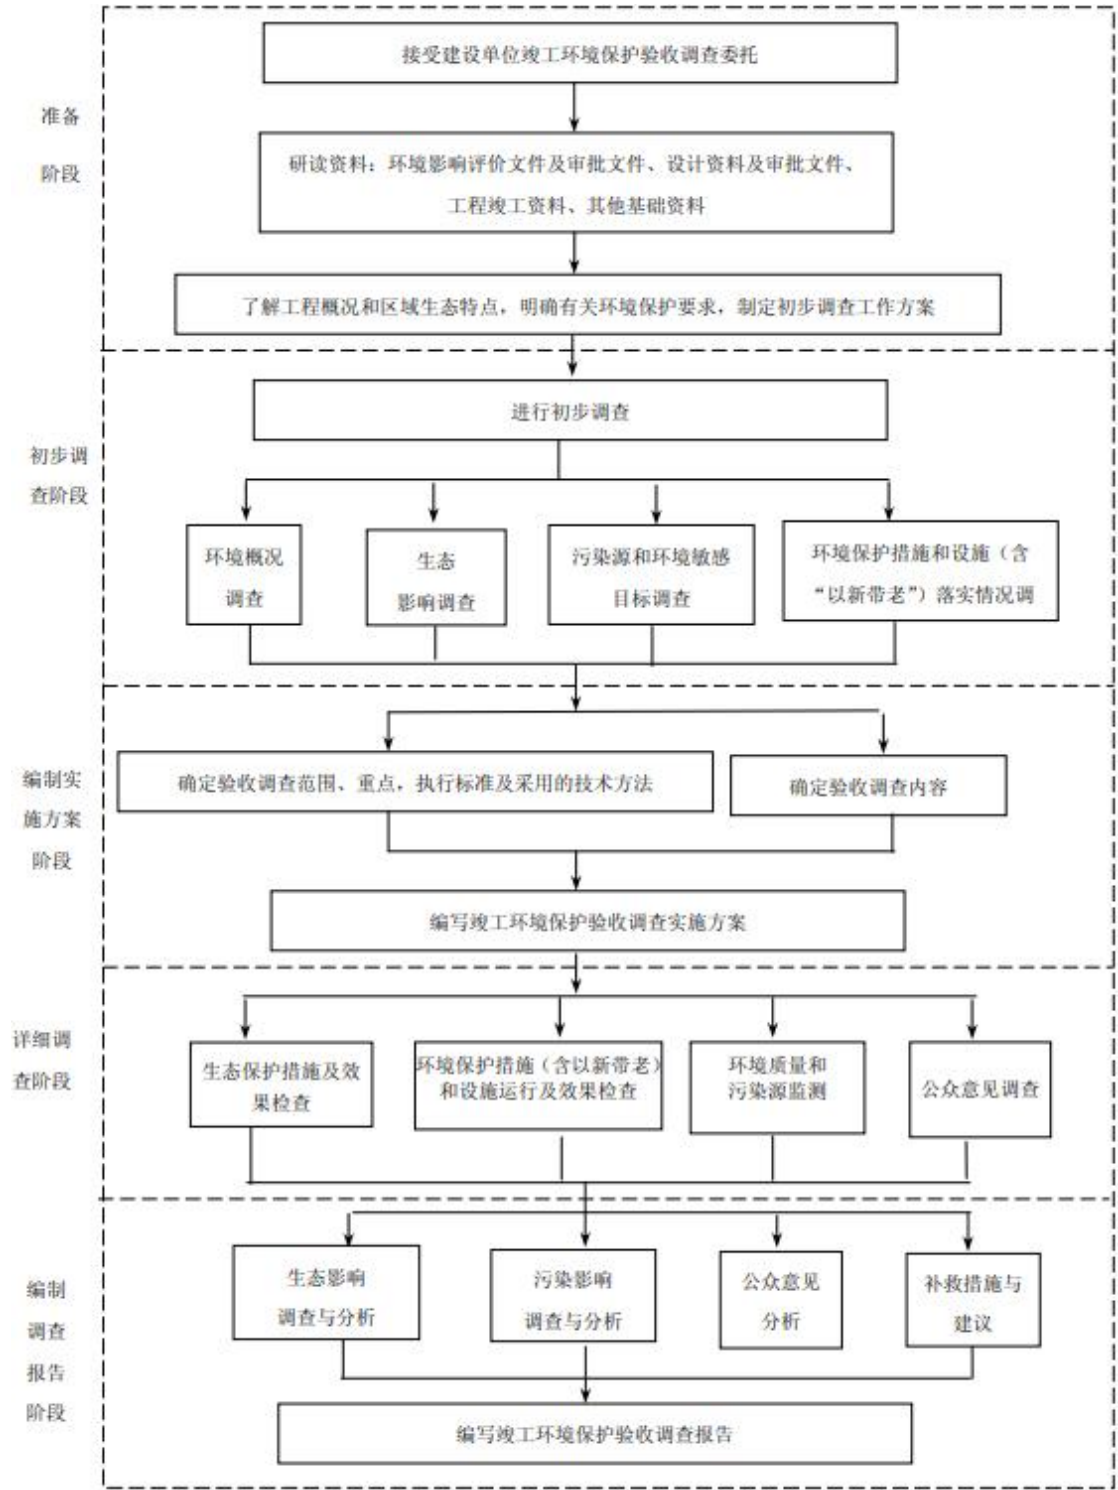 接受建设单位竣工环境保护验收调查委托
准备
阶段
研读资料：环境影响评价文件及审批文件、设计资料及审批文件、
工程竣工资料、其他基础资料
了解工程概况和区域生态特点，明确有关环境保护要求，制定初步调查工作方案
初步调
查阶段
进行初步调查
环境概况
调查
生态
影响调查
污染源和环境敏感
目标调查
环境保护措施和设施（含
“以新带老”）落实情况调
编制实
施方案
阶段
确定验收调查范围、重点，执行标准及采用的技术方法
确定验收调查内容
编写竣工环境保护验收调查实施方案
详细调
查阶段
生态保护措施及效
果检查
环境保护措施（含以新带老）
和设施运行及效果检查
环境质量和
污染源监测
公众意见调查
编制
调查
报告
阶段
生态影响
调查与分析
污染影响
调查与分析
公众意见
分析
补救措施与
建议
编写竣工环境保护验收调查报告